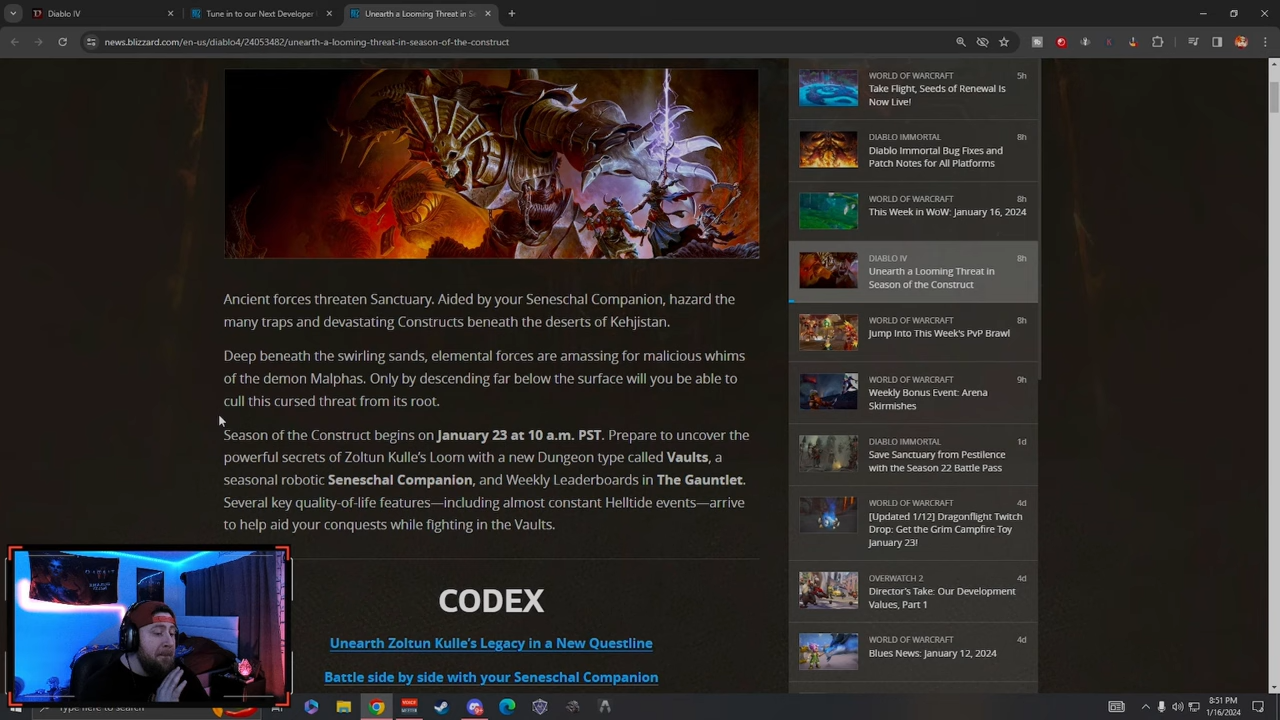 Diablo IV
Tune in to our Next Developer
Unearth a Looming Threat in Se
news.blizzard.com/en-us/diablo4/24053482/unearth-a-looming-threat-in-season-of-the-construct
Ancient forces threaten Sanctuary. Aided by your Seneschal Companion, hazard the
many traps and devastating Constructs beneath the deserts of Kehjistan.
Deep beneath the swirling sands, elemental forces are amassing for malicious whims
of the demon Malphas. Only by descending far below the surface will you be able to
cull this cursed threat from its root.
Season of the Construct begins on January 23 at 10 a.m. PST. Prepare to uncover the
powerful secrets of Zoltun Kulle's Loom with a new Dungeon type called Vaults, a
seasonal robotic Seneschal Companion, and Weekly Leaderboards in The Gauntlet.
Several key quality-of-life features—including almost constant Helltide events—arrive
to help aid your conquests while fighting in the Vaults.
CODEX
Unearth Zoltun Kulle's Legacy in a New Questline
Battle side by side with your Seneschal Companion
WORLD OF WARCRAFT 5h
Take Flight, Seeds of Renewal Is
Now Live!
DIABLO IMMORTAL 8h
Diablo Immortal Bug Fixes and
Patch Notes for All Platforms
WORLD OF WARCRAFT 8h
This Week in WoW: January 16, 2024
DIABLO IV 8h
Unearth a Looming Threat in
Season of the Construct
WORLD OF WARCRAFT 8h
Jump Into This Week's PvP Brawl
WORLD OF WARCRAFT 9h
Weekly Bonus Event: Arena
Skirmishes
DIABLO IMMORTAL 1d
Save Sanctuary from Pestilence
with the Season 22 Battle Pass
WORLD OF WARCRAFT 4d
[Updated 1/12] Dragonflight Twitch
Drop: Get the Grim Campfire Toy
January 23!
OVERWATCH 2 4d
Director's Take: Our Development
Values, Part 1
WORLD OF WARCRAFT 4d
Blues News: January 12, 2024
Type here to search
8:51 PM
1/16/2024